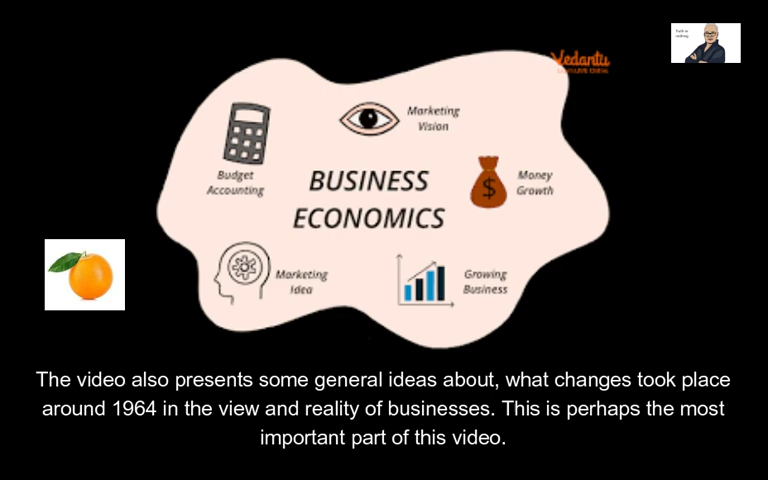 Vedantu
Marketing
Vision
Budget
Accounting
BUSINESS
ECONOMICS
Money
Growth
Marketing
Idea
Growing
Business
The video also presents some general ideas about, what changes took place
around 1964 in the view and reality of businesses. This is perhaps the most
important part of this video.